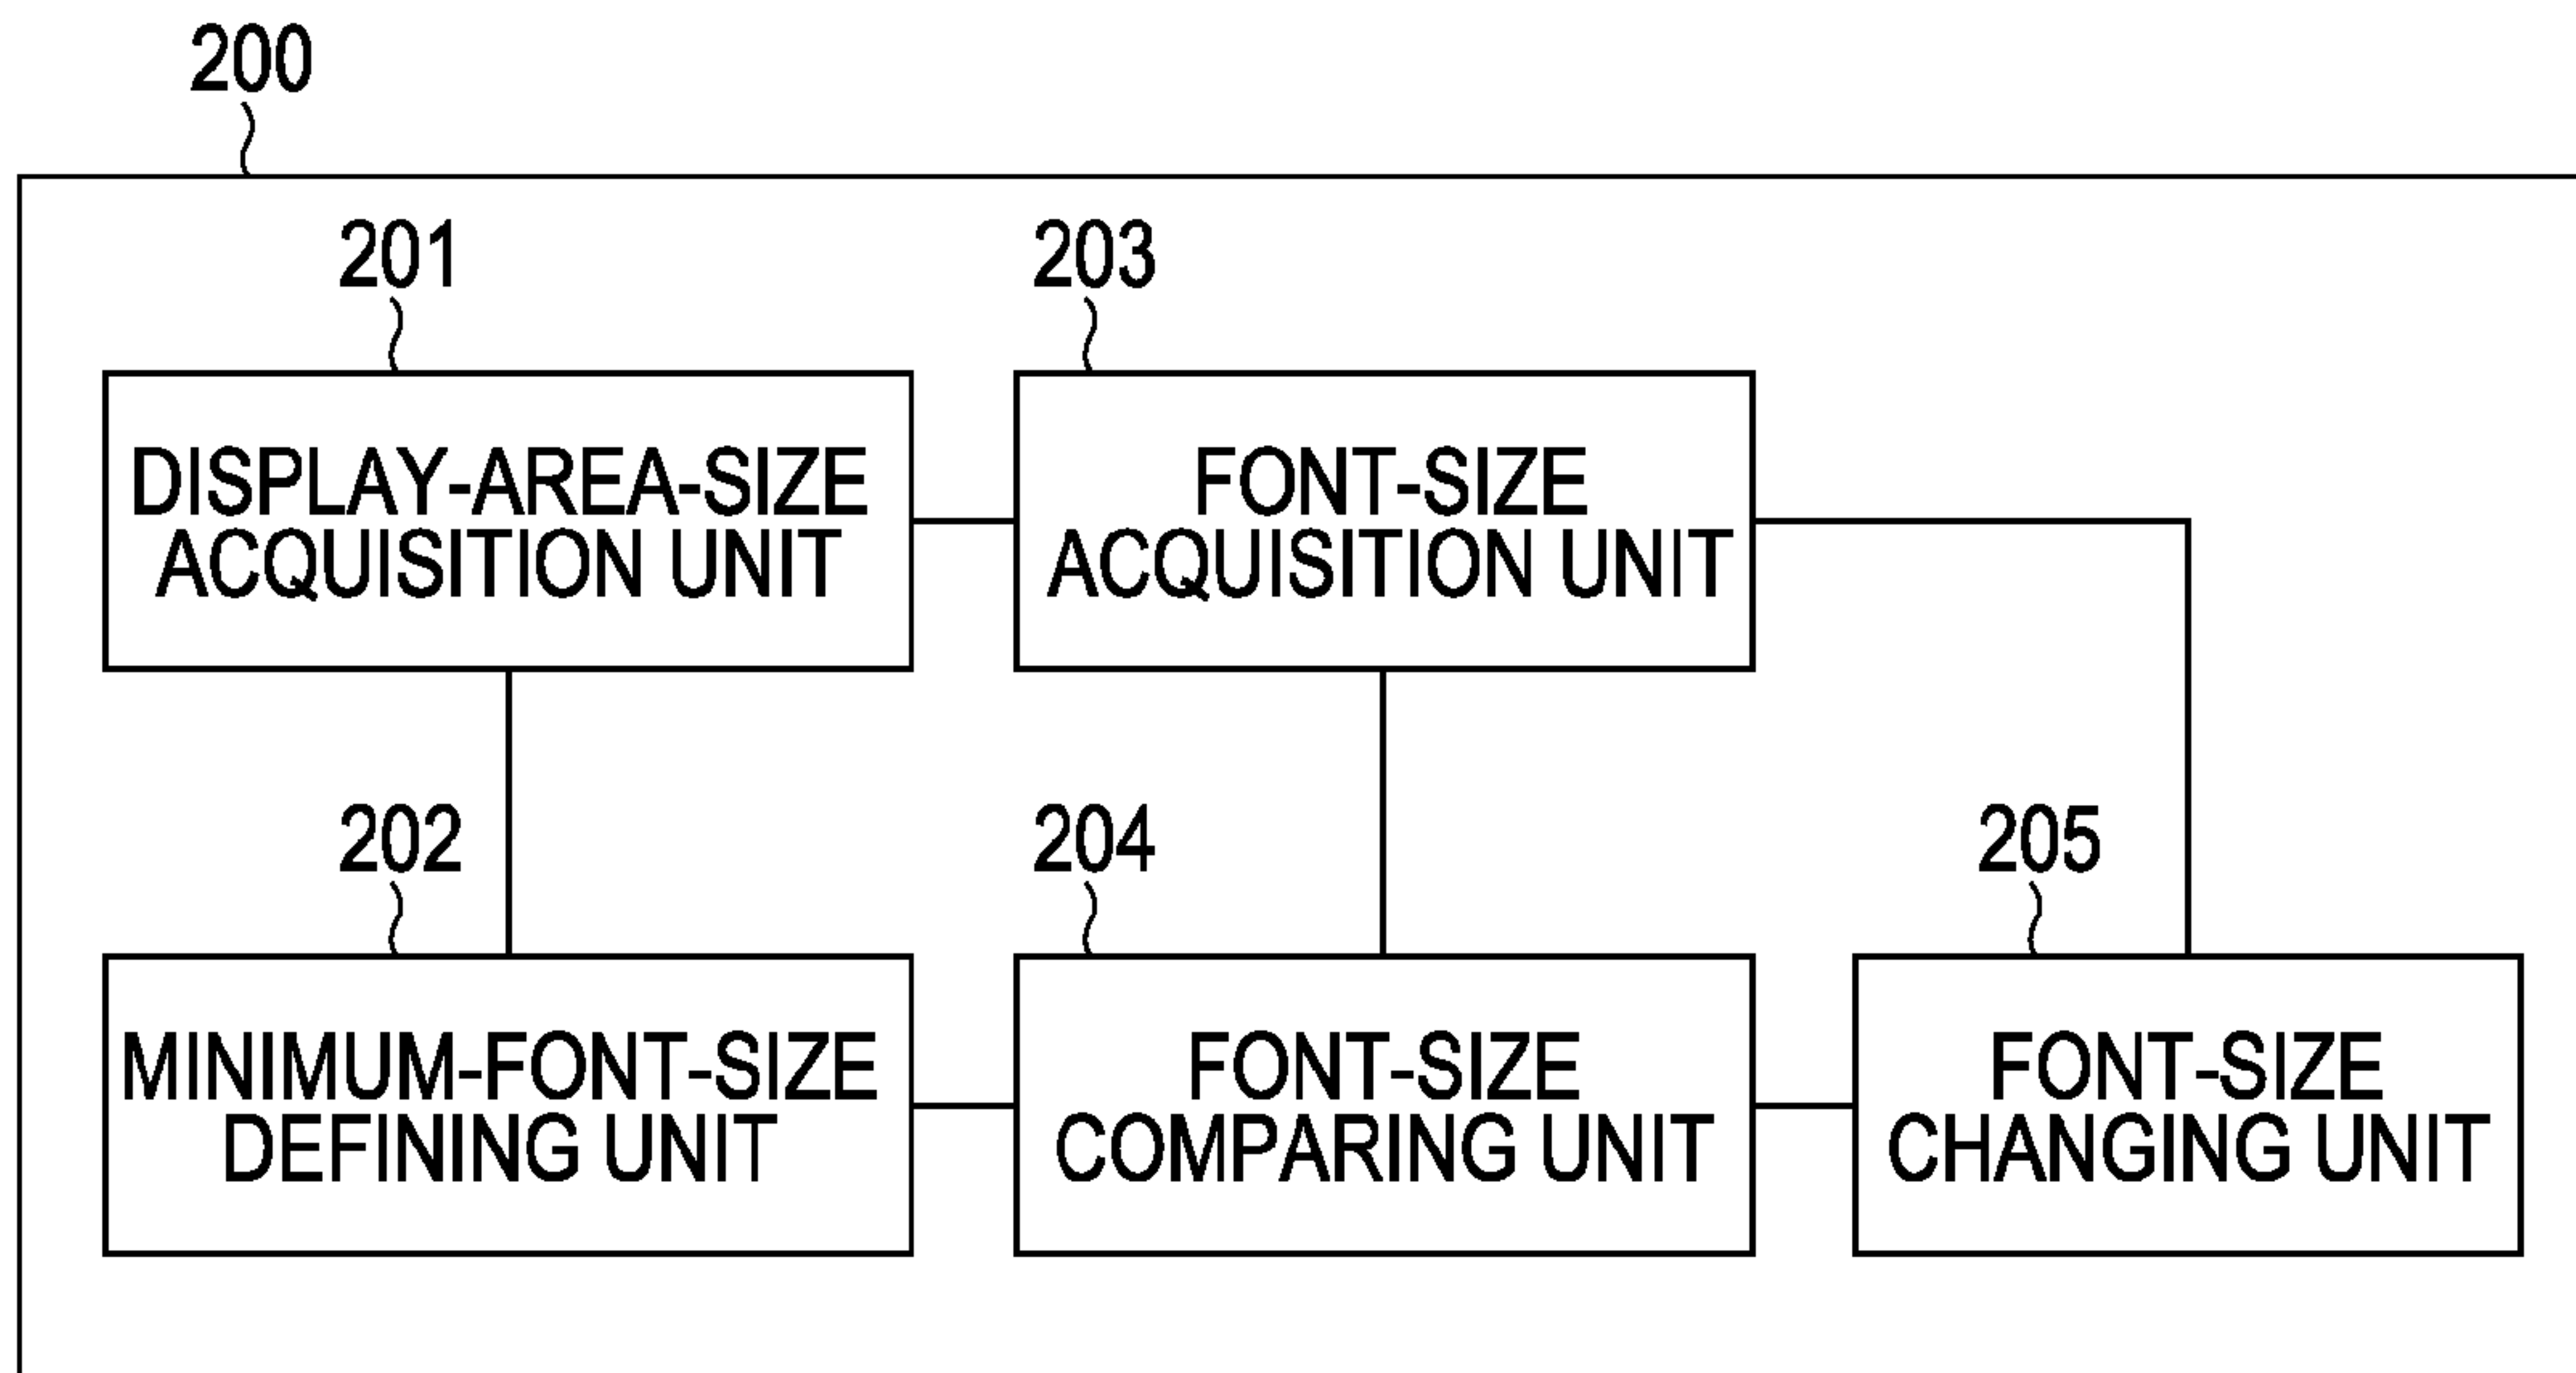 200
201
DISPLAY-AREA-SIZE
ACQUISITION UNIT
203
FONT-SIZE
ACQUISITION UNIT
202
MINIMUM-FONT-SIZE
DEFINING UNIT
204
FONT-SIZE
COMPARING UNIT
205
FONT-SIZE
CHANGING UNIT